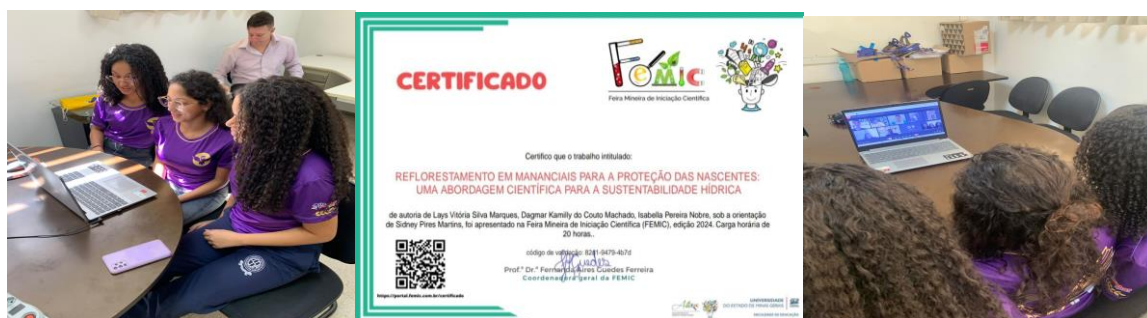 CERTIFICADO
FEMIC
Feira Mineira de Iniciação Científica
Certifico que o trabalho intitulado:
REFLORESTAMENTO EM MANANCIAIS PARA A PROTEÇÃO DAS NASCENTES:
UMA ABORDAGEM CIENTÍFICA PARA A SUSTENTABILIDADE HÍDRICA
de autoria de Lays Vitória Silva Marques, Dagmar Kamilly do Couto Machado, Isabella Pereira Nobre, sob a orientação
de Sidney Pires Martins, foi apresentado na Feira Mineira de Iniciação Científica (FEMIC), edição 2024. Carga horária de
20 horas..
código de validação:
Prof.ª Dr.ª Fernanda Aires Guedes Ferreira
Coordenadora geral da FEMIC
https://portal.femic.com.br/certificado
UNIVERSIDADE
DO ESTADO DE MINAS GERAIS
FACULDADE DE EDUCAÇÃO